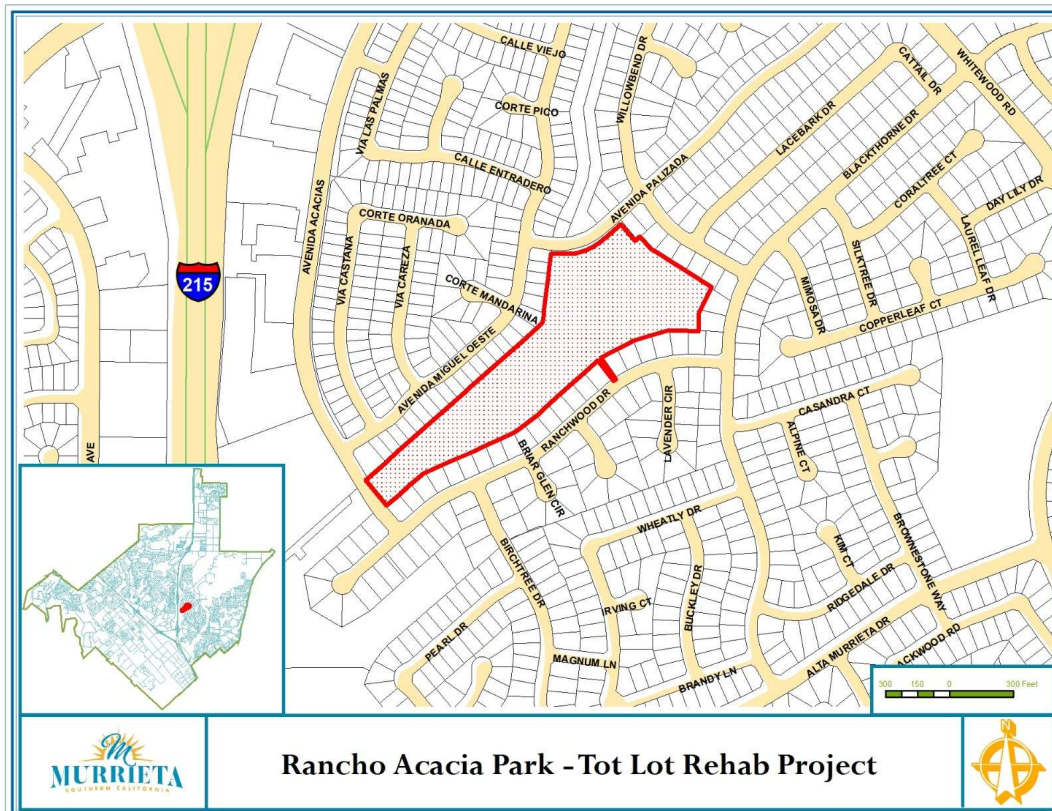 CALLE VIEJO
WILLOWBEND DR
CATTAIL DR
WHITEWOOD RD
VIA LAS PALMAS
CORTE PICO
LACEBARK DR
BLACKTHORNE DR
CALLE ENTRADERO
AVENIDA PALIZADA
CORALTREE CT
DAY LILY DR
AVENIDA ACACIAS
CORTE ORANADA
LAUREL LEAF DR
SILKTREE DR
VIA CASTANA
VIA CAREZA
215
CORTE MANDARINA
MIMOSA DR
COPPERLEAF CT
AVENIDA MIGUEL OESTE
RANCHWOOD DR
LAVENDER CIR
CASANDRA CT
ALPINE CT
AVE
BRIAR GLEN CIR
WHEATLY DR
BROWNESTONE WAY
BIRCHTREE DR
KIM CT
RIDGEDALE DR
BUCKLEY DR
IRVING CT
PEARL DR
MAGNUM LN
BRANDY LN
ALTA MURRIETA DR
ACKWOOD RD
300 150 0 300 Feet
M
MURRIETA
SOUTHERN CALIFORNIA
Rancho Acacia Park - Tot Lot Rehab Project
N